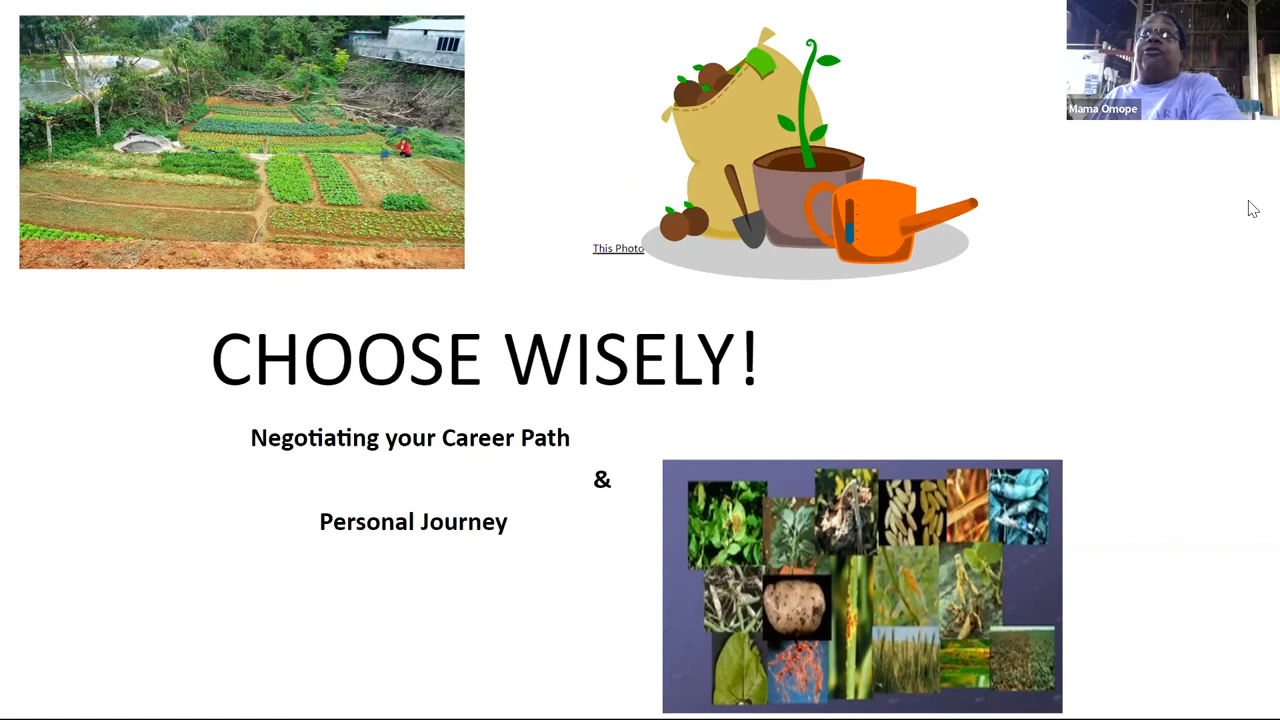 Mama Omope
This Photo
CHOOSE WISELY!
Negotiating your Career Path
&
Personal Journey